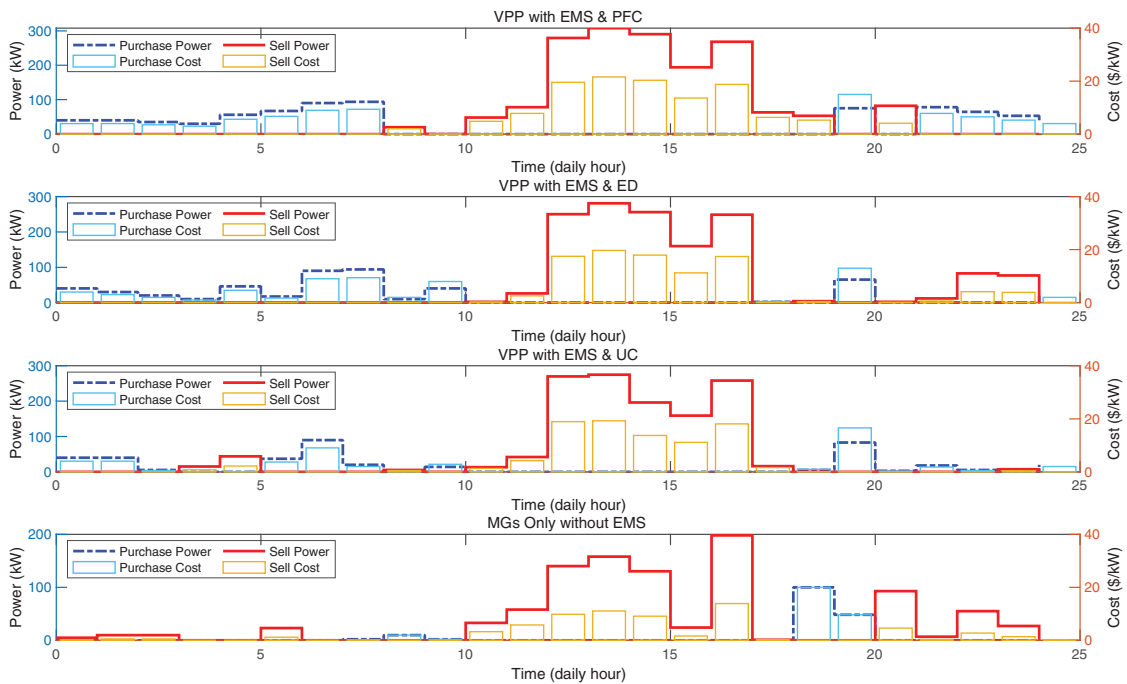 VPP with EMS & PFC
300
200
100
0
Power (kW)
Purchase Power
Sell Power
Purchase Cost
Sell Cost
40
20
0
Cost ($/kW)
0 5 10 15 20 25
Time (daily hour)
VPP with EMS & ED
300
200
100
0
Power (kW)
Purchase Power
Sell Power
Purchase Cost
Sell Cost
40
20
0
Cost ($/kW)
0 5 10 15 20 25
Time (daily hour)
VPP with EMS & UC
300
200
100
0
Power (kW)
Purchase Power
Sell Power
Purchase Cost
Sell Cost
40
20
0
Cost ($/kW)
0 5 10 15 20 25
Time (daily hour)
MGs Only without EMS
200
100
0
Power (kW)
Purchase Power
Sell Power
Purchase Cost
Sell Cost
40
20
0
Cost ($/kW)
0 5 10 15 20 25
Time (daily hour)